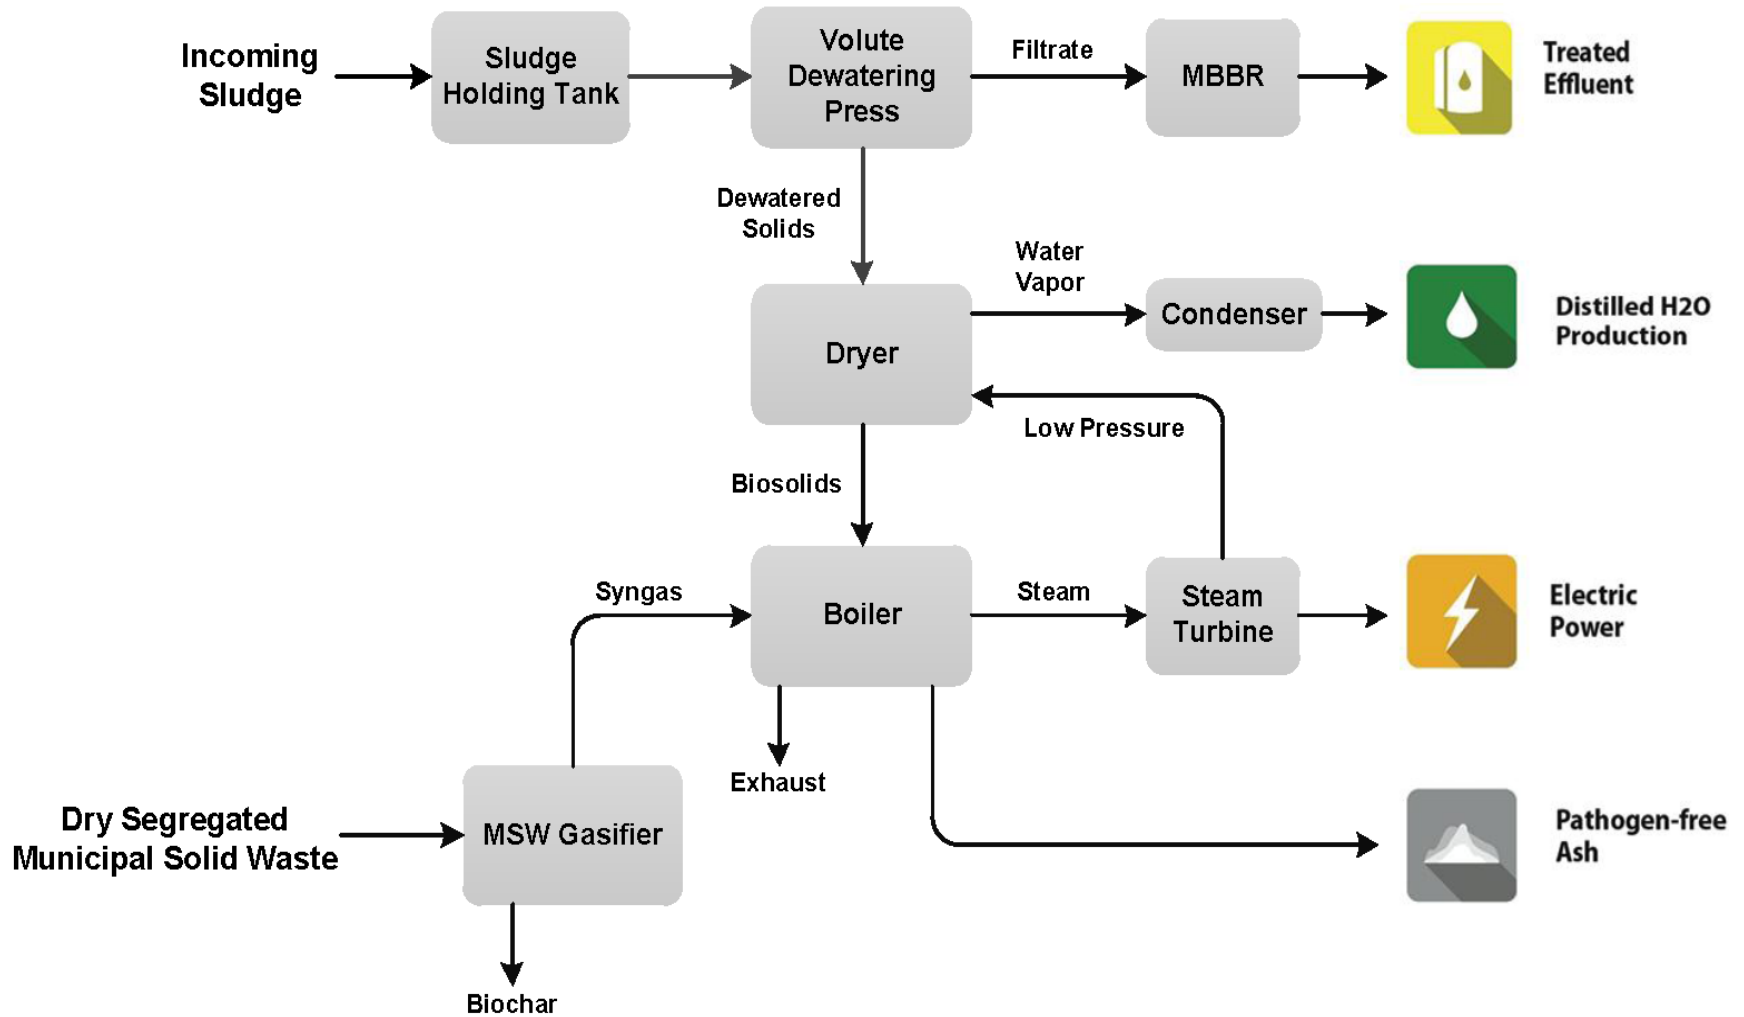 Incoming
Sludge
Sludge
Holding Tank
Volute
Dewatering
Press
Filtrate
MBBR
Treated
Effluent
Dewatered
Solids
Water
Vapor
Dryer
Condenser
Distilled H2O
Production
Low Pressure
Biosolids
Syngas
Boiler
Steam
Steam
Turbine
Electric
Power
Exhaust
Dry Segregated
Municipal Solid Waste
MSW Gasifier
Pathogen-free
Ash
Biochar